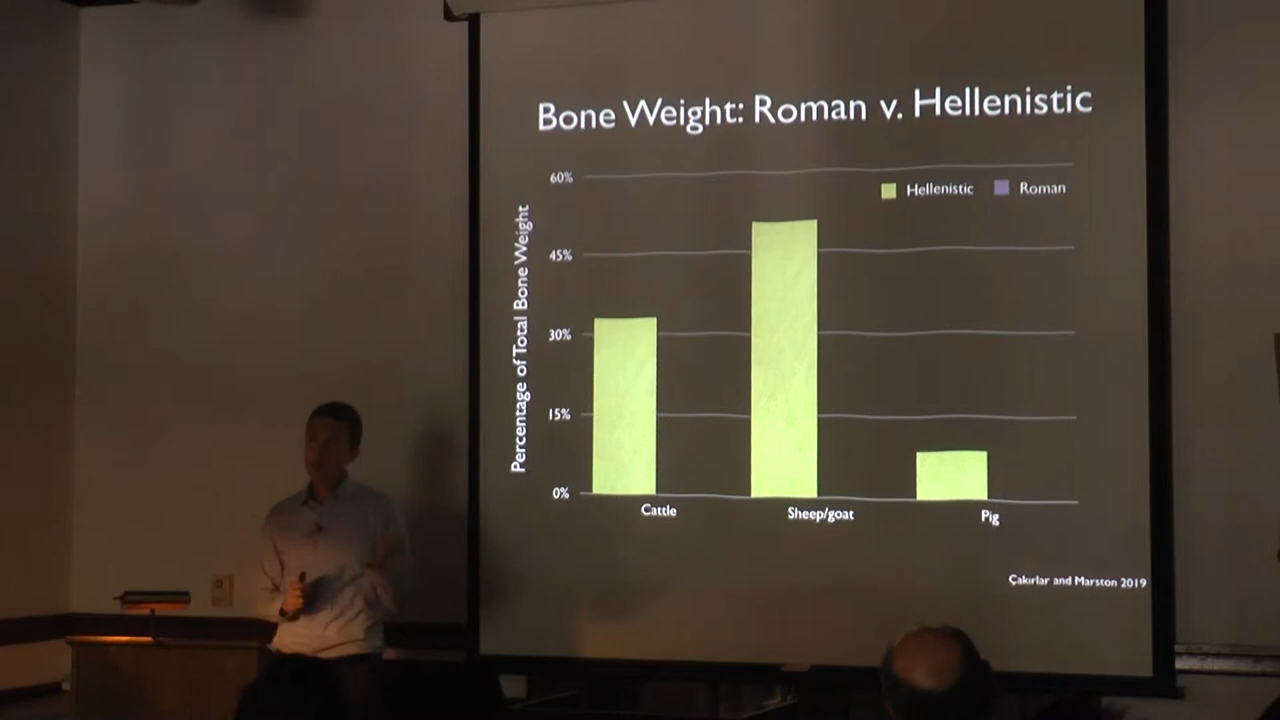 Bone Weight: Roman v. Hellenistic
60%
Hellenistic
Roman
45%
30%
15%
0%
Percentage of Total Bone Weight
Cattle
Sheep/goat
Pig
Çakırlar and Marston 2019